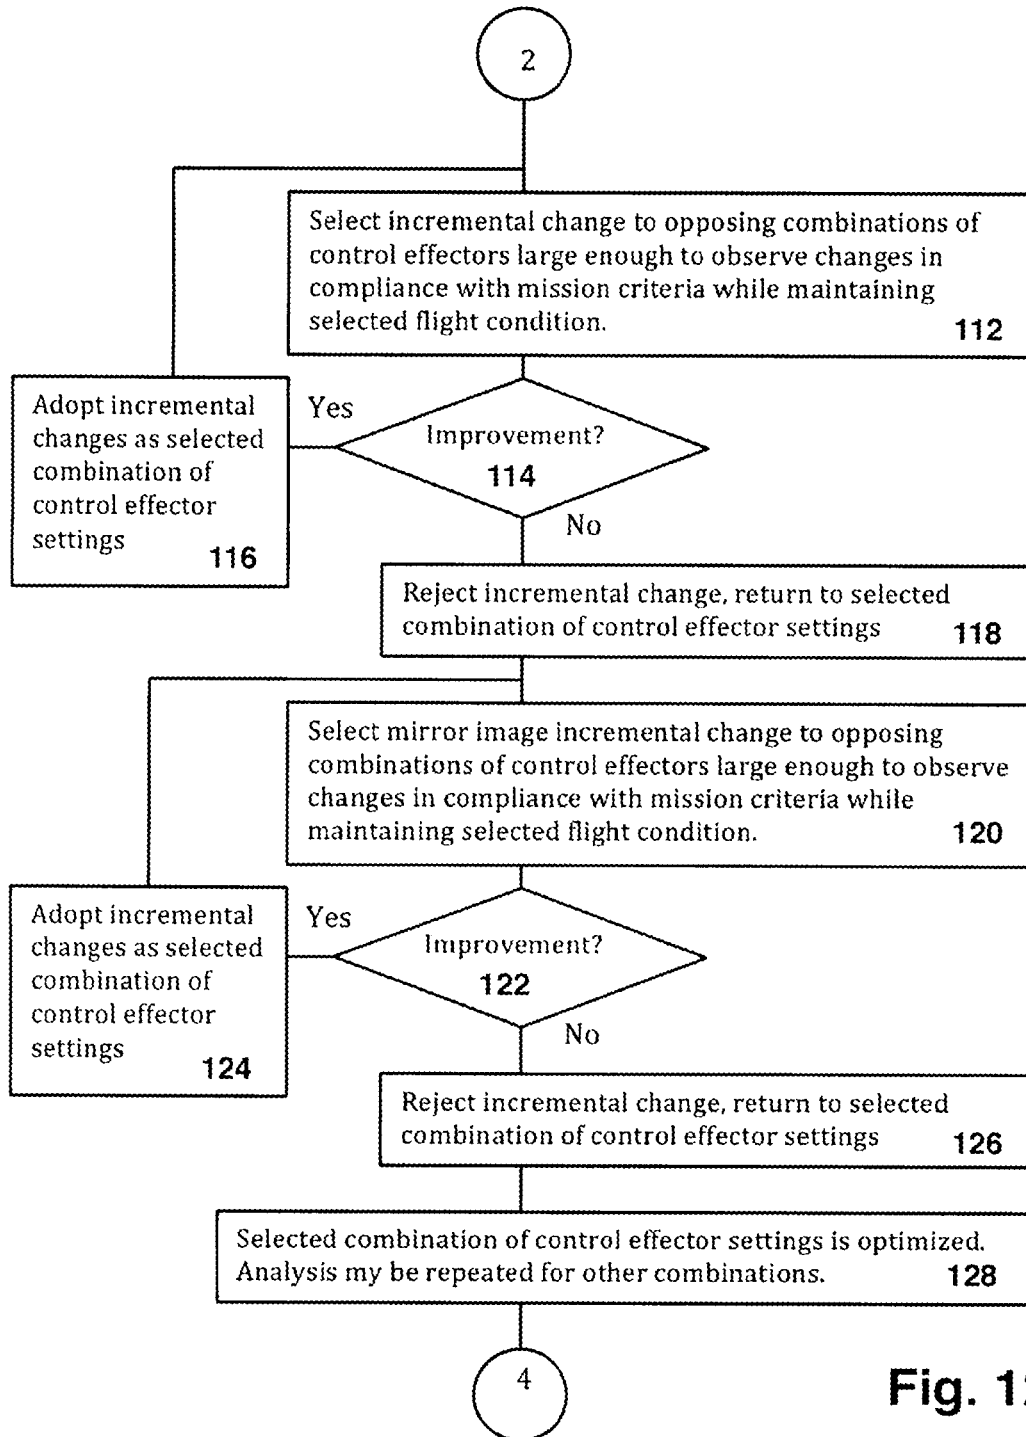 2
Select incremental change to opposing combinations of
control effectors large enough to observe changes in
compliance with mission criteria while maintaining
selected flight condition.
112
Adopt incremental
changes as selected
combination of
control effector
settings
116
Yes
Improvement?
114
No
Reject incremental change, return to selected
combination of control effector settings
118
Select mirror image incremental change to opposing
combinations of control effectors large enough to observe
changes in compliance with mission criteria while
maintaining selected flight condition.
120
Adopt incremental
changes as selected
combination of
control effector
settings
124
Yes
Improvement?
122
No
Reject incremental change, return to selected
combination of control effector settings
126
Selected combination of control effector settings is optimized.
Analysis my be repeated for other combinations.
128
4
Fig.